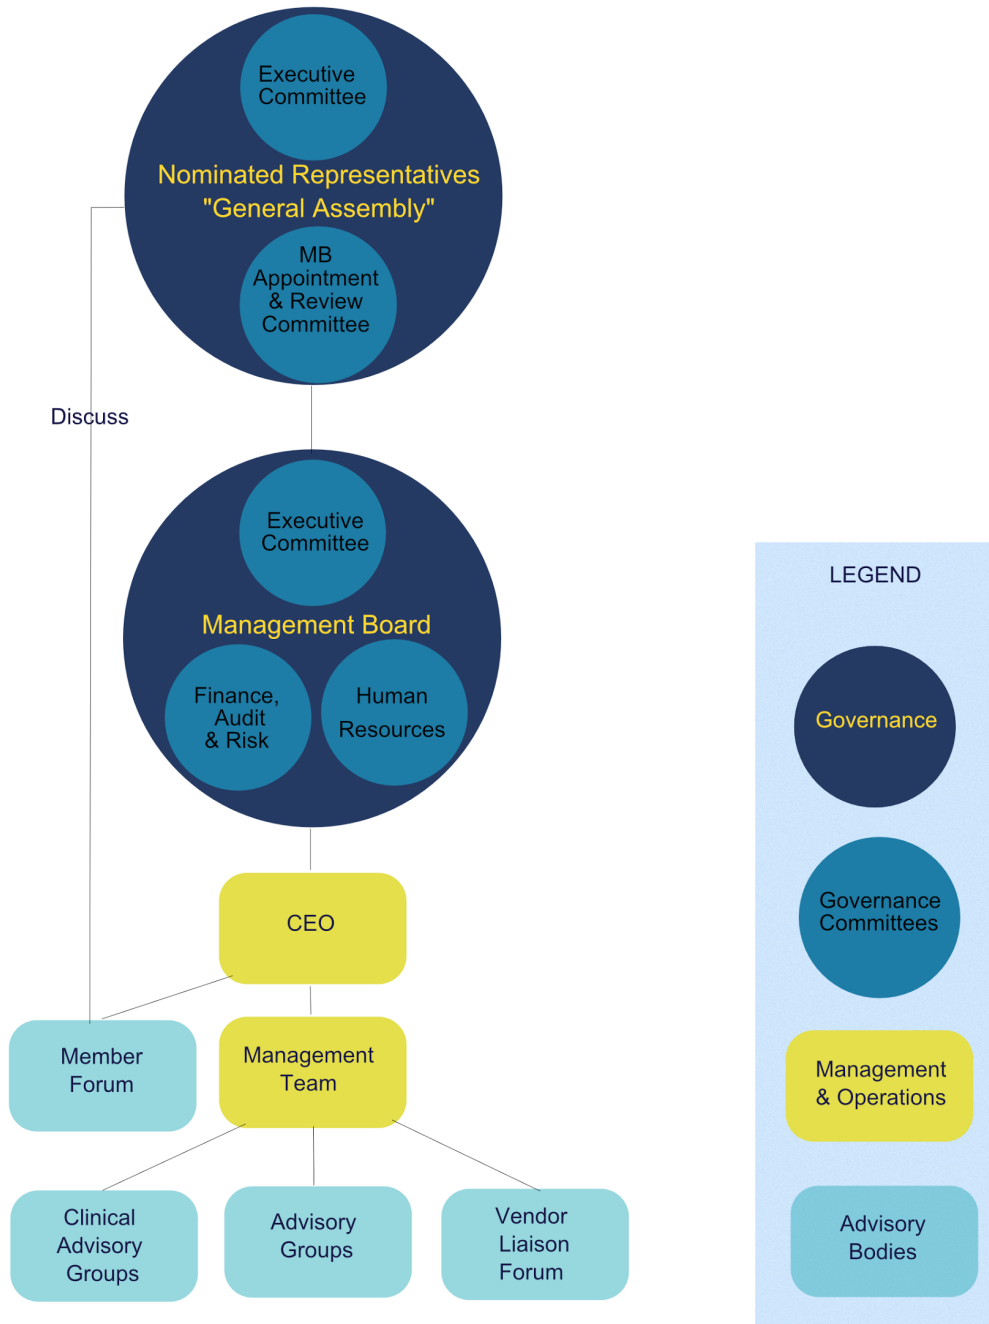 Executive
Committee
Nominated Representatives
"General Assembly"
MB
Appointment
& Review
Committee
Discuss
Executive
Committee
Management Board
Finance,
Audit
& Risk
Human
Resources
CEO
Member
Forum
Management
Team
Clinical
Advisory
Groups
Advisory
Groups
Vendor
Liaison
Forum
LEGEND
Governance
Governance
Committees
Management
& Operations
Advisory
Bodies